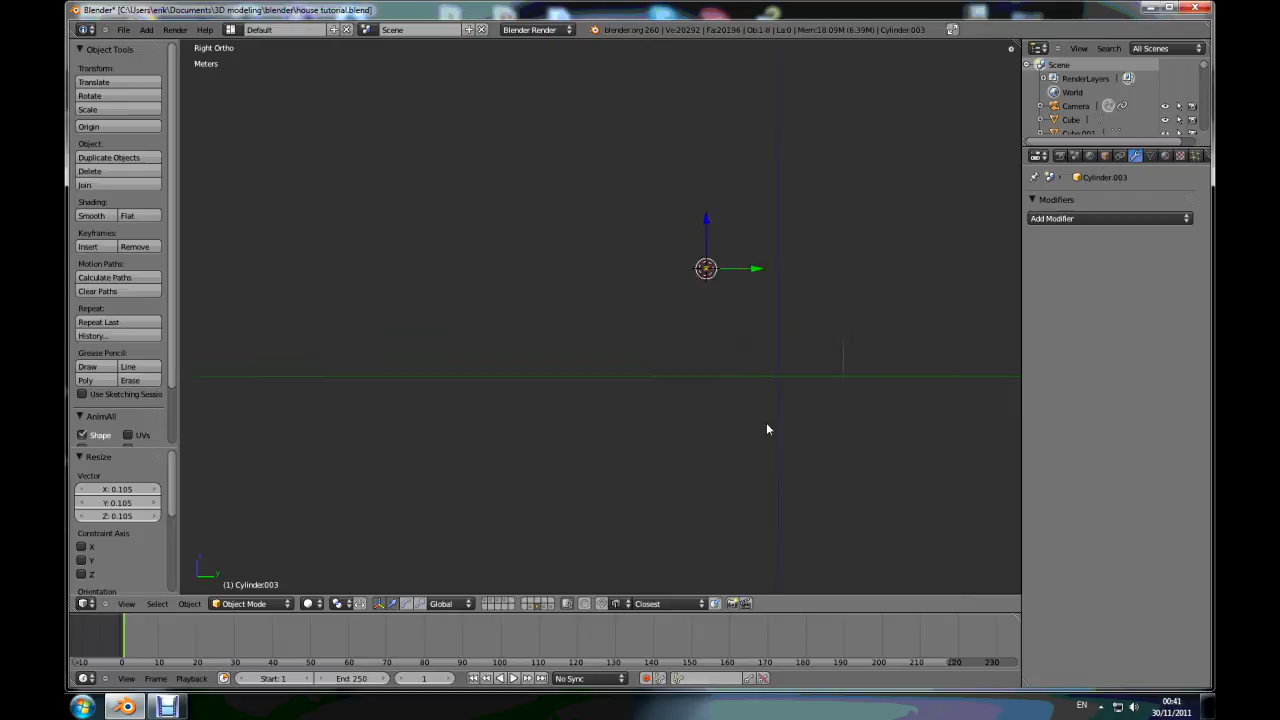 Blender* [C:\Users\erik\Documents\3D modeling\blender\house tutorial.blend]
File Add Render Help Default Scene Blender Render blender.org 260 | Ve:20292 | Fa:20196 | Ob:1-8 | La:0 | Mem:18.09M (6.39M) | Cylinder.003
Object Tools
Transform:
Translate
Rotate
Scale
Origin
Object:
Duplicate Objects
Delete
Join
Shading:
Smooth Flat
Keyframes:
Insert Remove
Motion Paths:
Calculate Paths
Clear Paths
Repeat:
Repeat Last
History...
Grease Pencil:
Draw Line
Poly Erase
Use Sketching Sessio
AnimAll
Shape UVs
Resize
Vector
X: 0.105
Y: 0.105
Z: 0.105
Constraint Axis
X
Y
Z
Orientation
Right Ortho
Meters
y
(1) Cylinder.003
View Select Object Object Mode Global Closest
View Search All Scenes
Scene
RenderLayers
World
Camera
Cube
Cube.001
Cylinder.003
Modifiers
Add Modifier
-10 0 10 20 30 40 50 60 70 80 90 100 110 120 130 140 150 160 170 180 190 200 210 220 230
View Frame Playback Start: 1 End: 250 1 No Sync
EN 00:41
30/11/2011